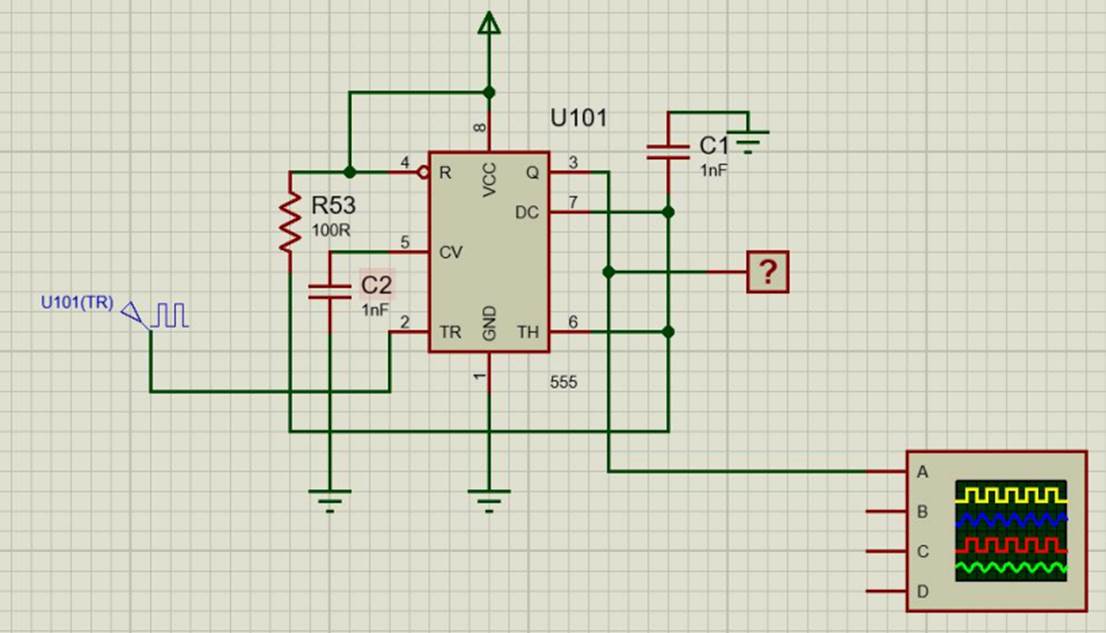 U101
8
VCC
4
R
Q
3
C1
1nF
DC
7
R53
100R
5
CV
?
C2
1nF
U101(TR)
2
TR
GND
TH
6
1
555
A
B
C
D